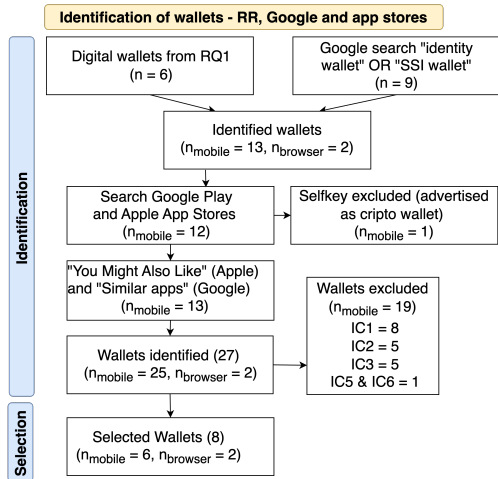 Identification of wallets - RR, Google and app stores
Digital wallets from RQ1
(n = 6)
Google search "identity
wallet" OR "SSI wallet"
(n = 9)
Identified wallets
(nmobile = 13, nbrowser = 2)
Search Google Play
and Apple App Stores
(nmobile = 12)
Selfkey excluded (advertised
as cripto wallet)
(nmobile = 1)
"You Might Also Like" (Apple)
and "Similar apps" (Google)
(nmobile = 13)
Wallets excluded
(nmobile = 19)
IC1 = 8
IC2 = 5
IC3 = 5
IC5 & IC6 = 1
Wallets identified (27)
(nmobile = 25, nbrowser = 2)
Selected Wallets (8)
(nmobile = 6, nbrowser = 2)
Identification
Selection